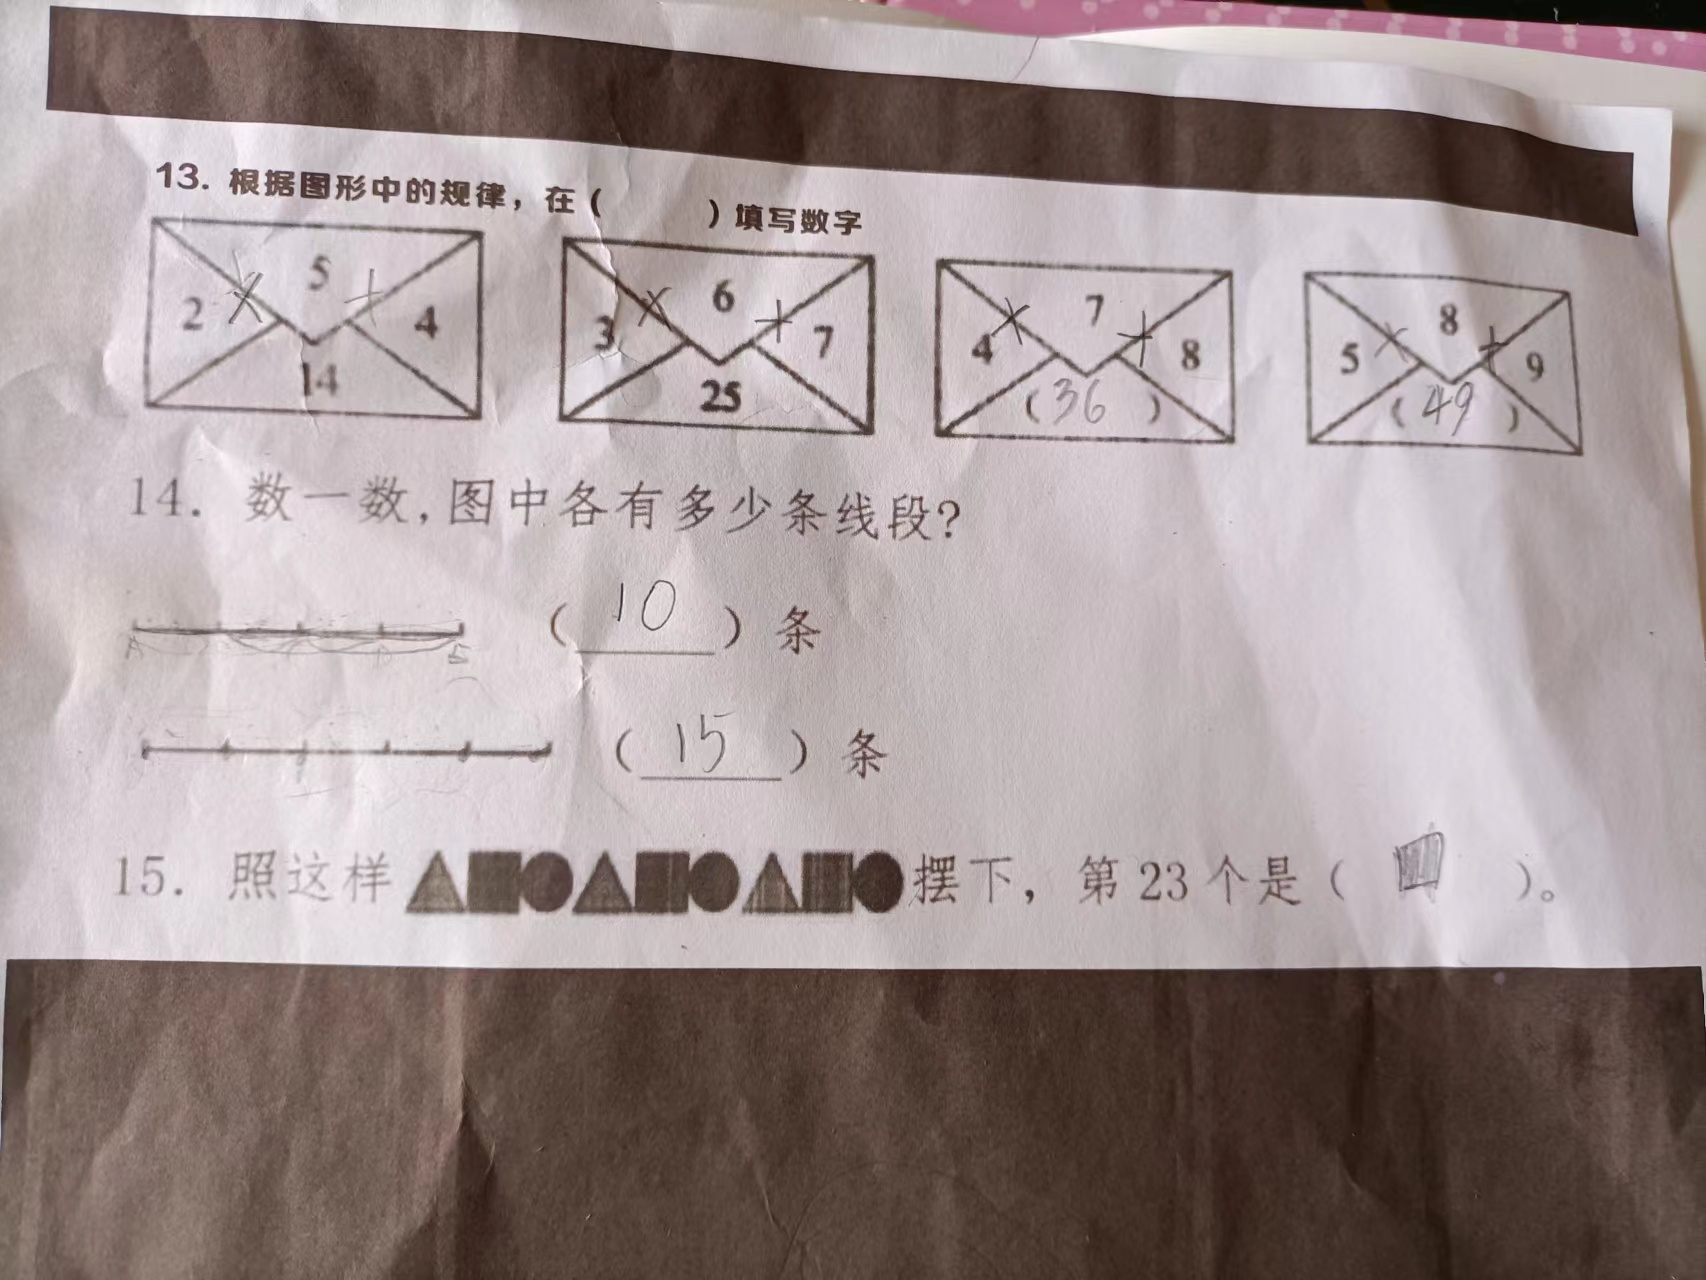 13. 根据图形中的规律，在（ ）填写数字
2 × 5 + 4 14
3 × 6 + 7 25
4 × 7 + 8 (36)
5 × 8 + 9 (49)
14. 数一数,图中各有多少条线段?
(10)条
A D E
(15)条
15. 照这样▲■●▲■●▲■●摆下，第23个是( ■ )。